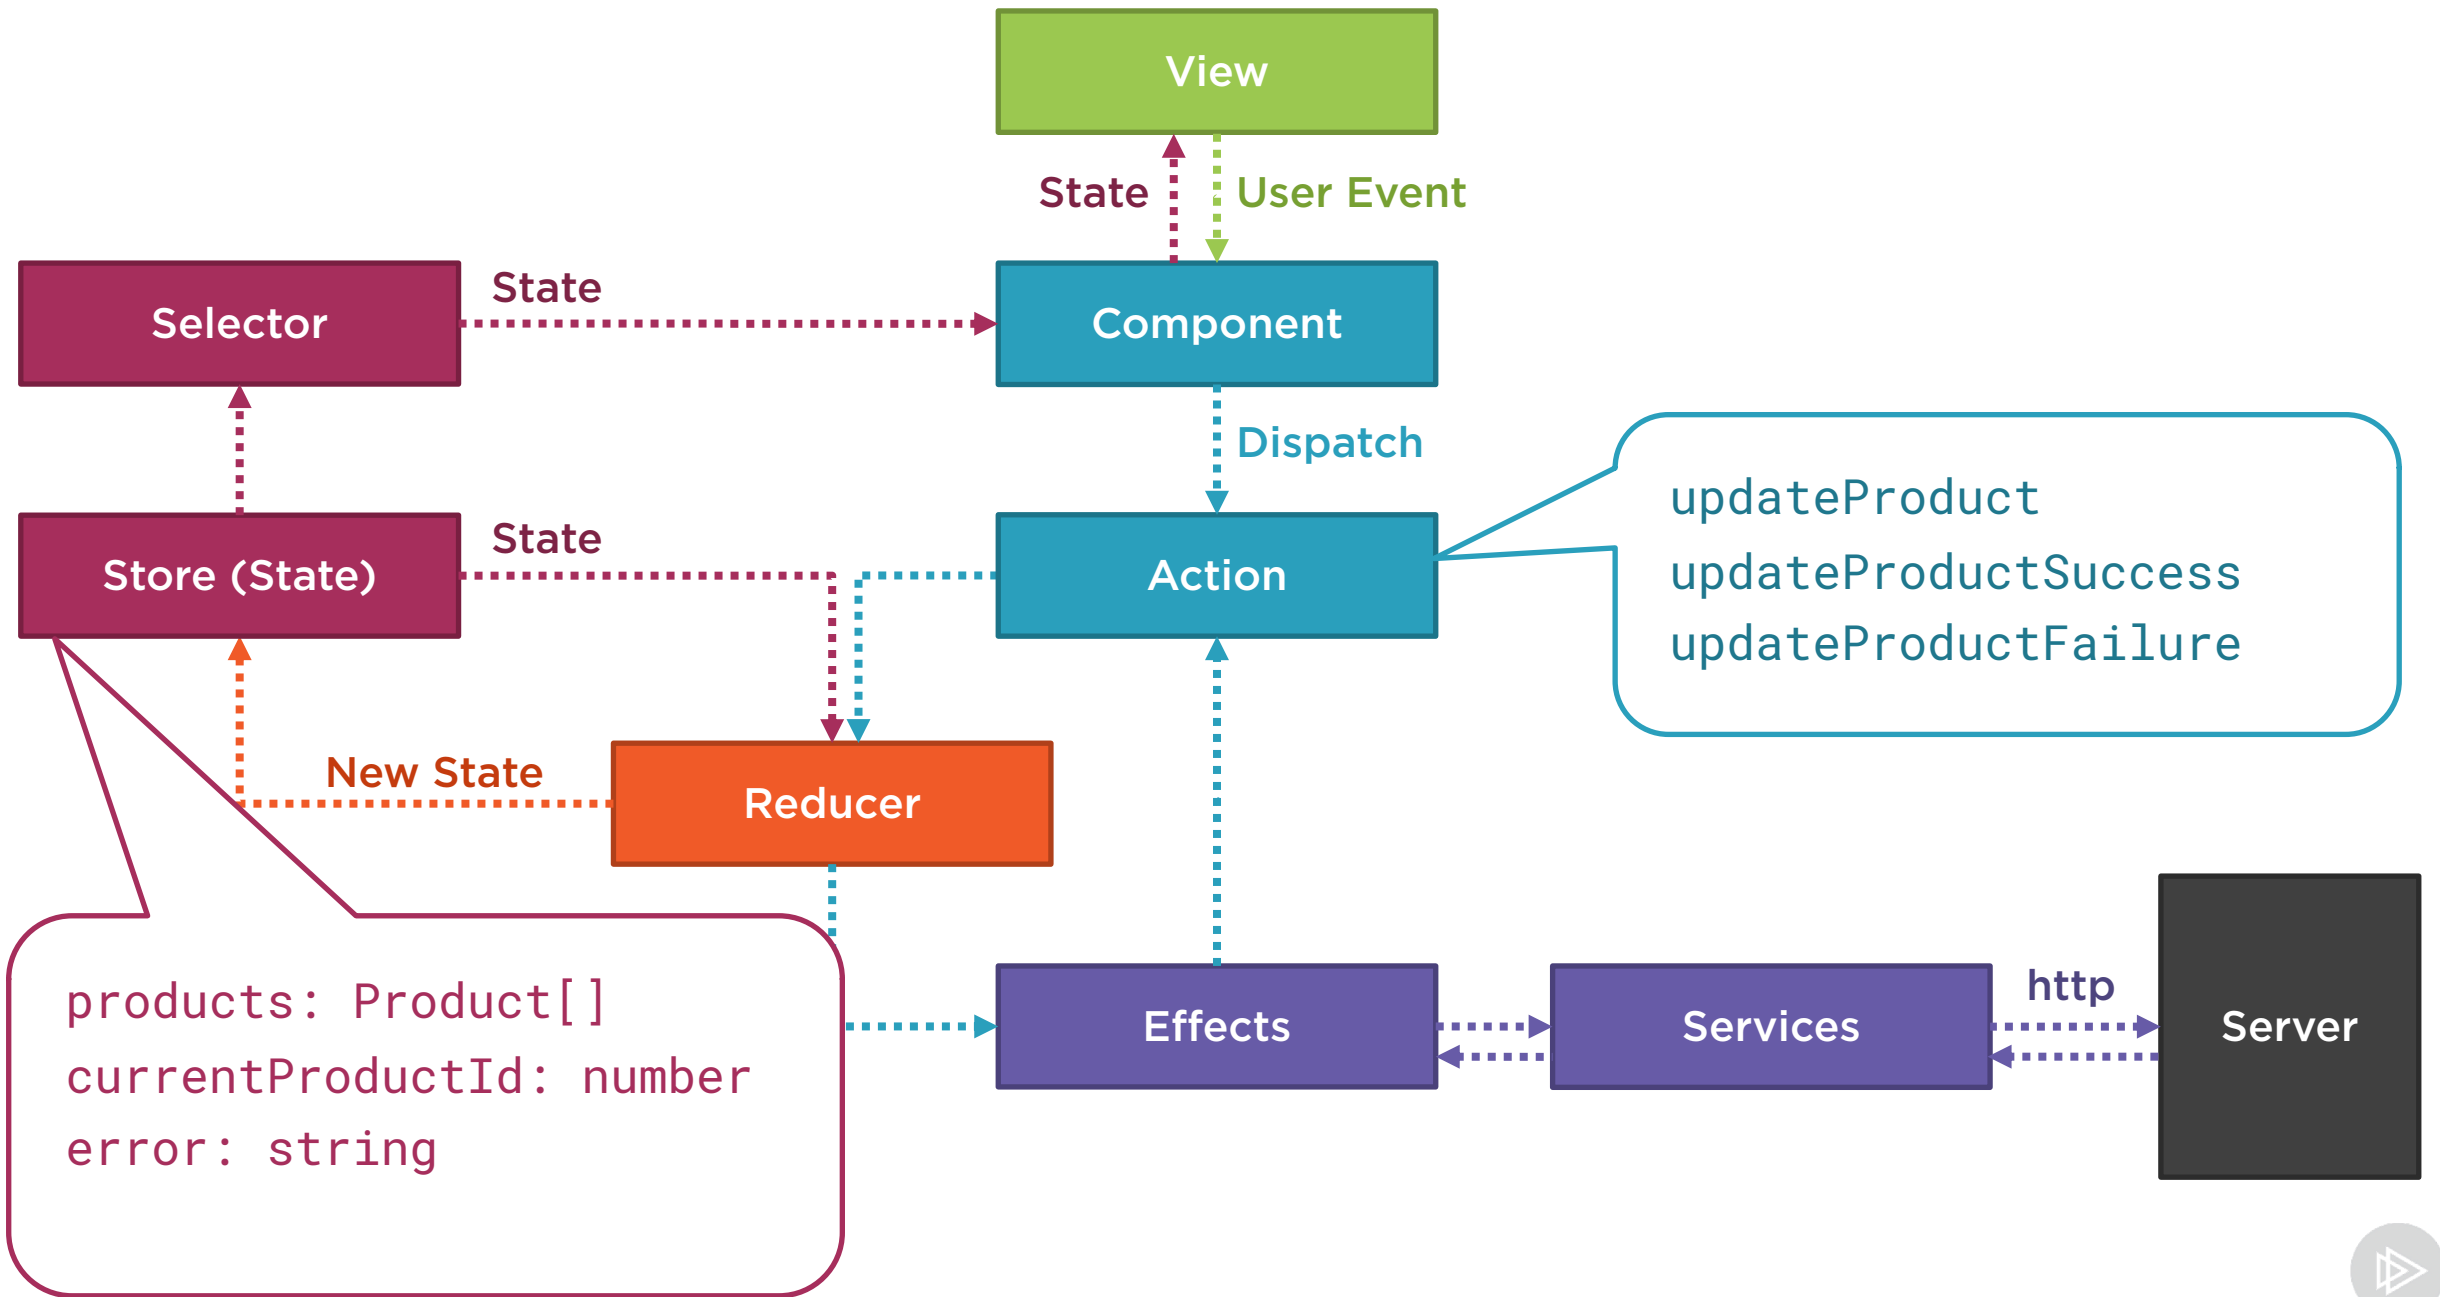 View
State
User Event
Selector
State
Component
Dispatch
Store (State)
State
Action
updateProduct
updateProductSuccess
updateProductFailure
New State
Reducer
products: Product[]
currentProductId: number
error: string
Effects
Services
http
Server